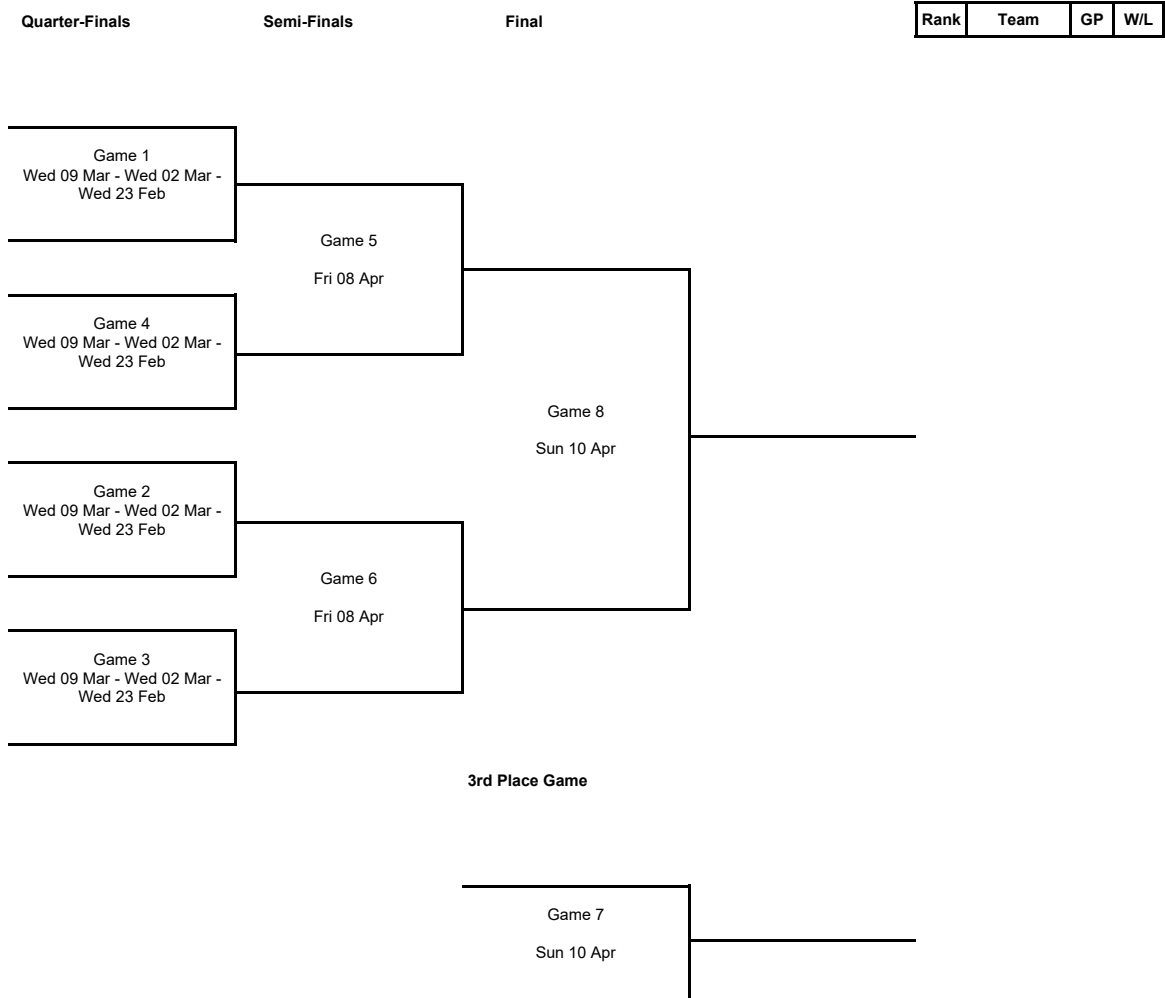 Quarter-Finals Semi-Finals Final Rank Team GP W/L
Game 1
Wed 09 Mar - Wed 02 Mar -
Wed 23 Feb
Game 5
Fri 08 Apr
Game 4
Wed 09 Mar - Wed 02 Mar -
Wed 23 Feb
Game 8
Sun 10 Apr
Game 2
Wed 09 Mar - Wed 02 Mar -
Wed 23 Feb
Game 6
Fri 08 Apr
Game 3
Wed 09 Mar - Wed 02 Mar -
Wed 23 Feb
3rd Place Game
Game 7
Sun 10 Apr